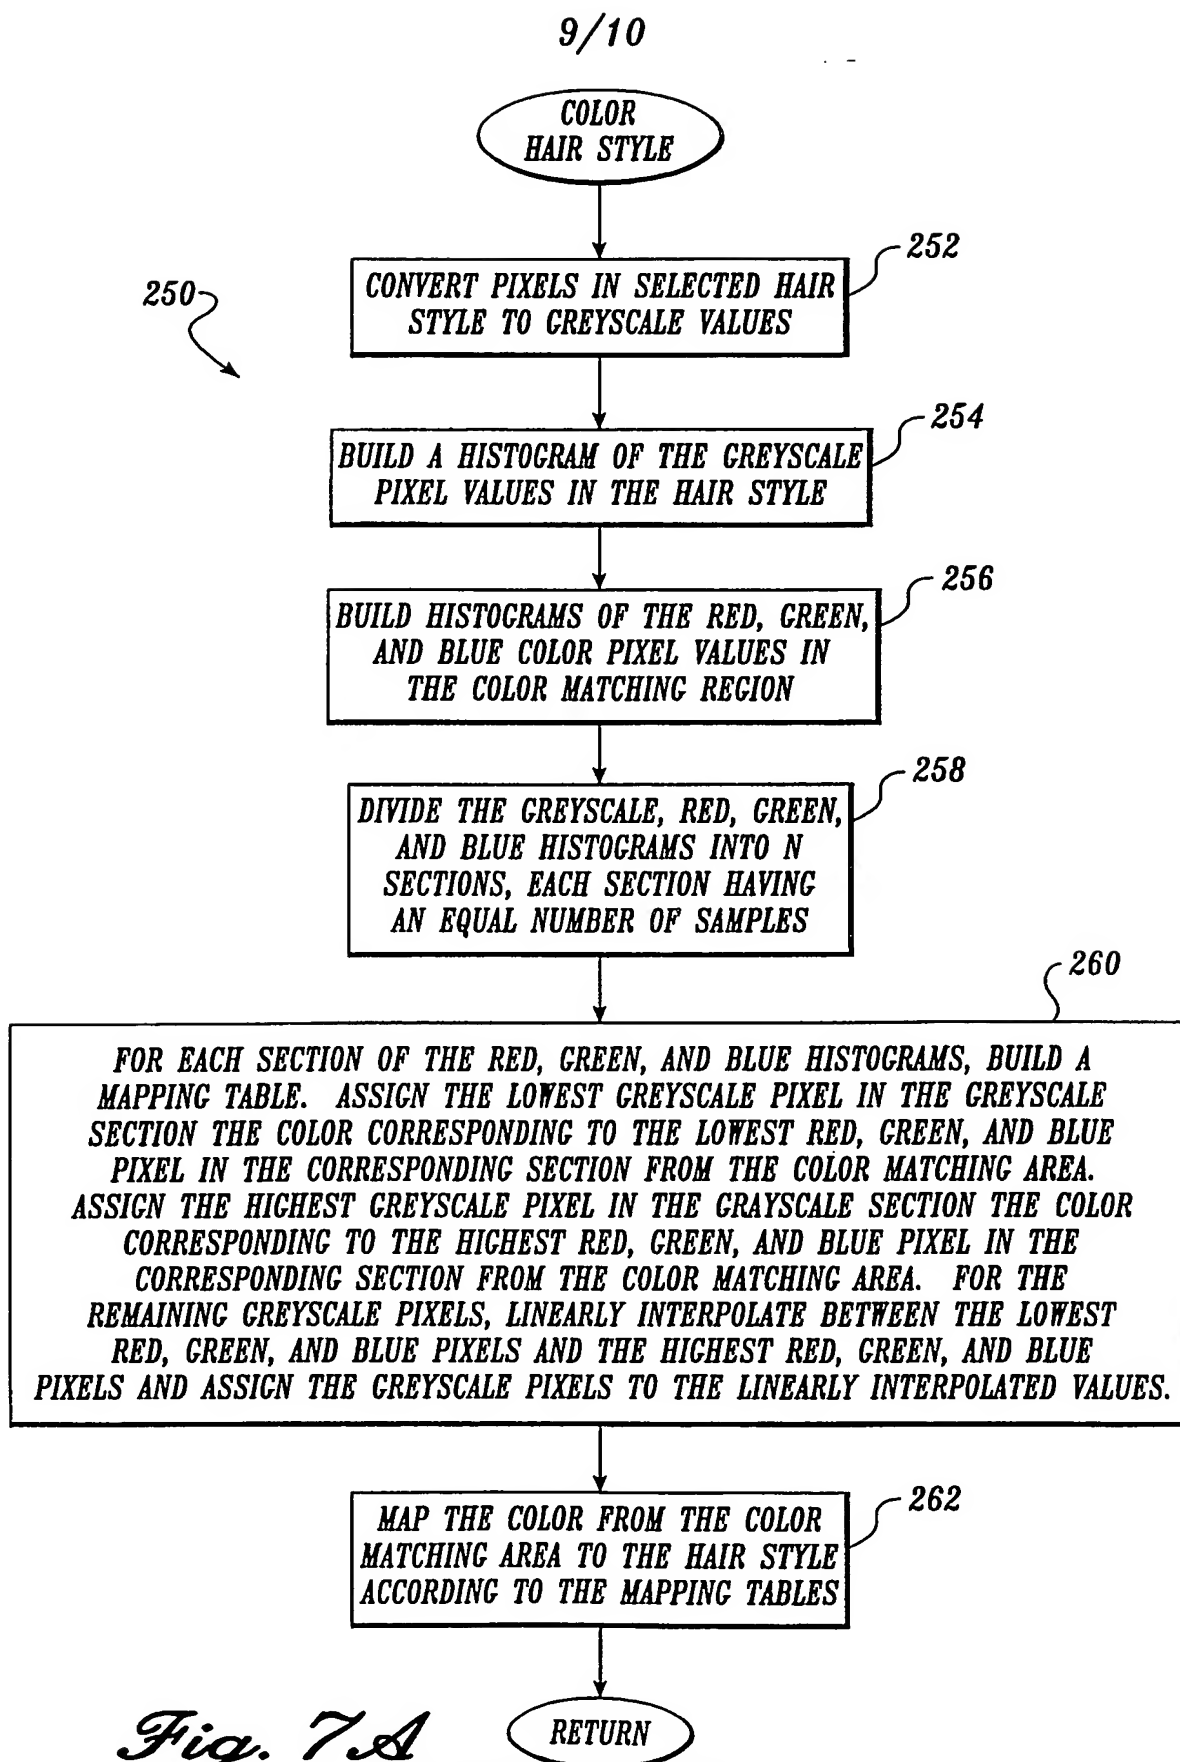 9/10
COLOR
HAIR STYLE
252
CONVERT PIXELS IN SELECTED HAIR
STYLE TO GREYSCALE VALUES
250
254
BUILD A HISTOGRAM OF THE GREYSCALE
PIXEL VALUES IN THE HAIR STYLE
256
BUILD HISTOGRAMS OF THE RED, GREEN,
AND BLUE COLOR PIXEL VALUES IN
THE COLOR MATCHING REGION
258
DIVIDE THE GREYSCALE, RED, GREEN,
AND BLUE HISTOGRAMS INTO N
SECTIONS, EACH SECTION HAVING
AN EQUAL NUMBER OF SAMPLES
260
FOR EACH SECTION OF THE RED, GREEN, AND BLUE HISTOGRAMS, BUILD A
MAPPING TABLE. ASSIGN THE LOWEST GREYSCALE PIXEL IN THE GREYSCALE
SECTION THE COLOR CORRESPONDING TO THE LOWEST RED, GREEN, AND BLUE
PIXEL IN THE CORRESPONDING SECTION FROM THE COLOR MATCHING AREA.
ASSIGN THE HIGHEST GREYSCALE PIXEL IN THE GRAYSCALE SECTION THE COLOR
CORRESPONDING TO THE HIGHEST RED, GREEN, AND BLUE PIXEL IN THE
CORRESPONDING SECTION FROM THE COLOR MATCHING AREA. FOR THE
REMAINING GREYSCALE PIXELS, LINEARLY INTERPOLATE BETWEEN THE LOWEST
RED, GREEN, AND BLUE PIXELS AND THE HIGHEST RED, GREEN, AND BLUE
PIXELS AND ASSIGN THE GREYSCALE PIXELS TO THE LINEARLY INTERPOLATED VALUES.
262
MAP THE COLOR FROM THE COLOR
MATCHING AREA TO THE HAIR STYLE
ACCORDING TO THE MAPPING TABLES
RETURN
Fig. 7A